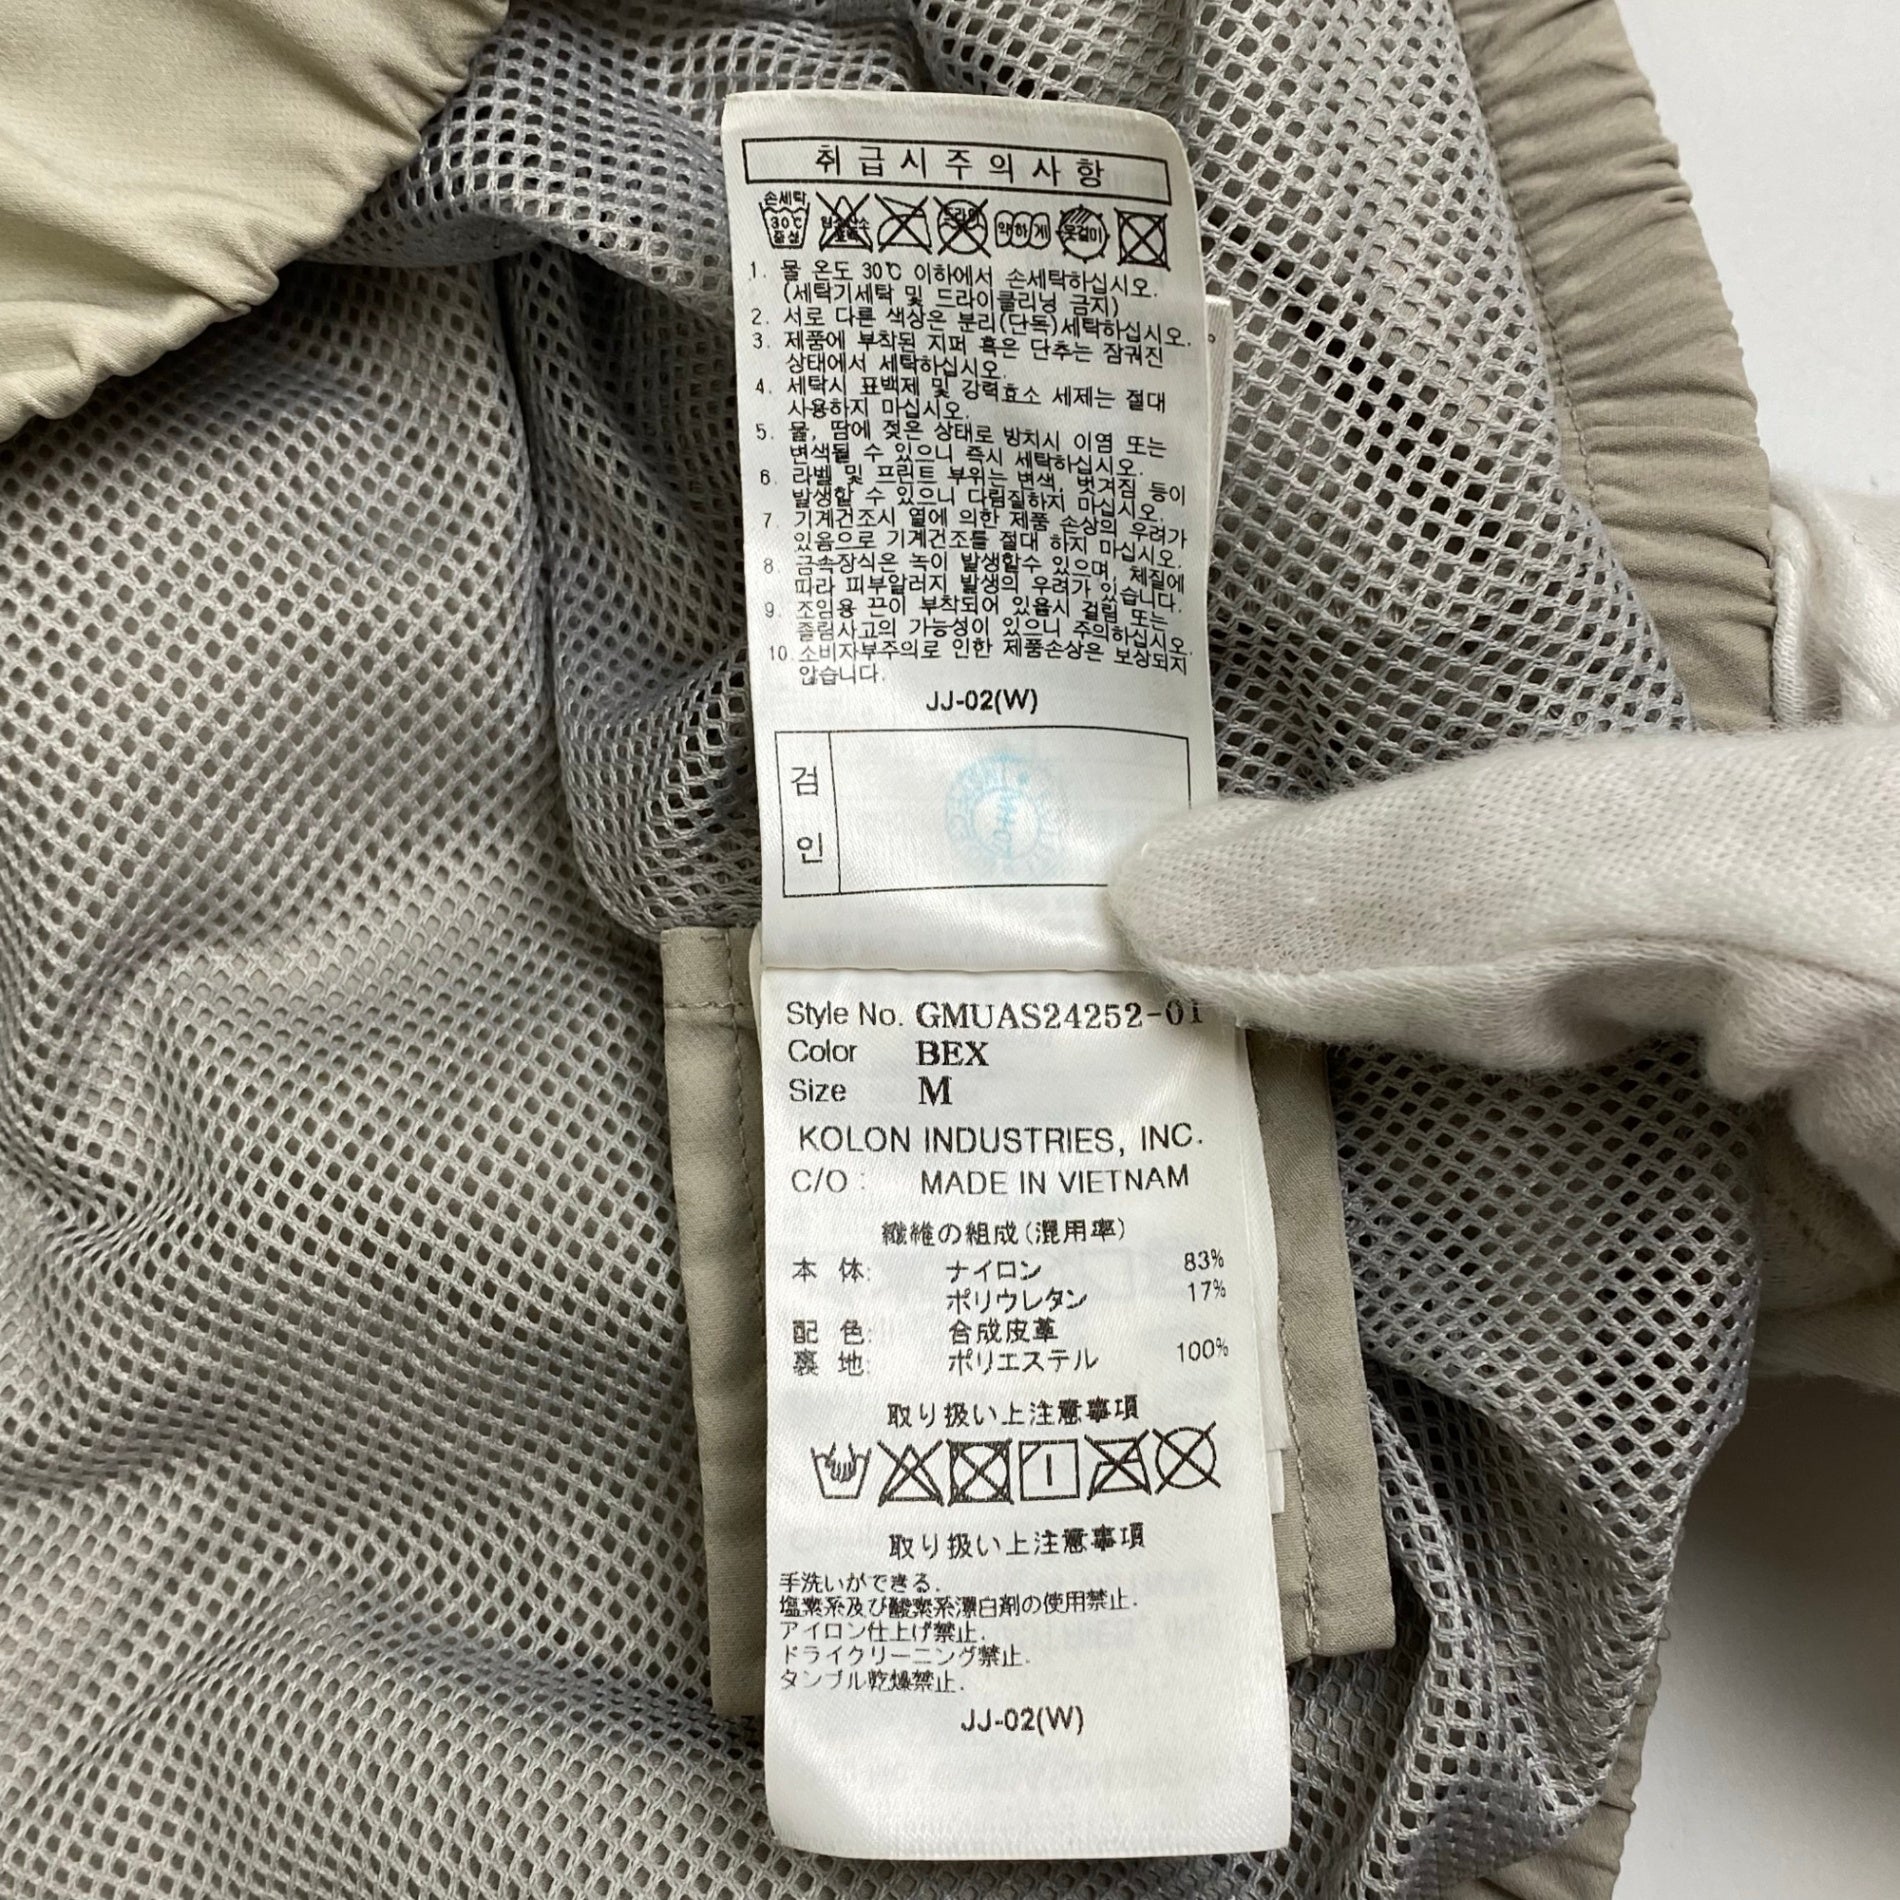 취급시주의사항
손세탁
30℃
중성
드라이
약하게
옷걸이
1. 물 온도 30℃ 이하에서 손세탁하십시오.
(세탁기세탁 및 드라이클리닝 금지)
2. 서로 다른 색상은 분리(단독)세탁하십시오.
3. 제품에 부착된 지퍼 혹은 단추는 잠궈진
상태에서 세탁하십시오.
4. 세탁시 표백제 및 강력효소 세제는 절대
사용하지 마십시오.
5. 물, 땀에 젖은 상태로 방치시 이염 또는
변색될 수 있으니 즉시 세탁하십시오.
6. 라벨 및 프린트 부위는 변색, 벗겨짐 등이
발생할 수 있으니 다림질하지 마십시오.
7. 기계건조시 열에 의한 제품 손상의 우려가
있음으로 기계건조를 절대 하지 마십시오.
8. 금속장식은 녹이 발생할수 있으며, 체질에
따라 피부알러지 발생의 우려가 있습니다.
9. 조임용 끈이 부착되어 있을시 걸림 또는
졸림사고의 가능성이 있으니 주의하십시오.
10. 소비자부주의로 인한 제품손상은 보상되지
않습니다.
JJ-02(W)
검
인
Style No. GMUAS24252-01
Color BEX
Size M
KOLON INDUSTRIES, INC.
C/O : MADE IN VIETNAM
繊維の組成(混用率)
本 体: ナイロン 83%
ポリウレタン 17%
配 色: 合成皮革
裏 地: ポリエステル 100%
取り扱い上注意事項
取り扱い上注意事項
手洗いができる.
塩素系及び酸素系漂白剤の使用禁止.
アイロン仕上げ禁止.
ドライクリーニング禁止.
タンブル乾燥禁止.
JJ-02(W)